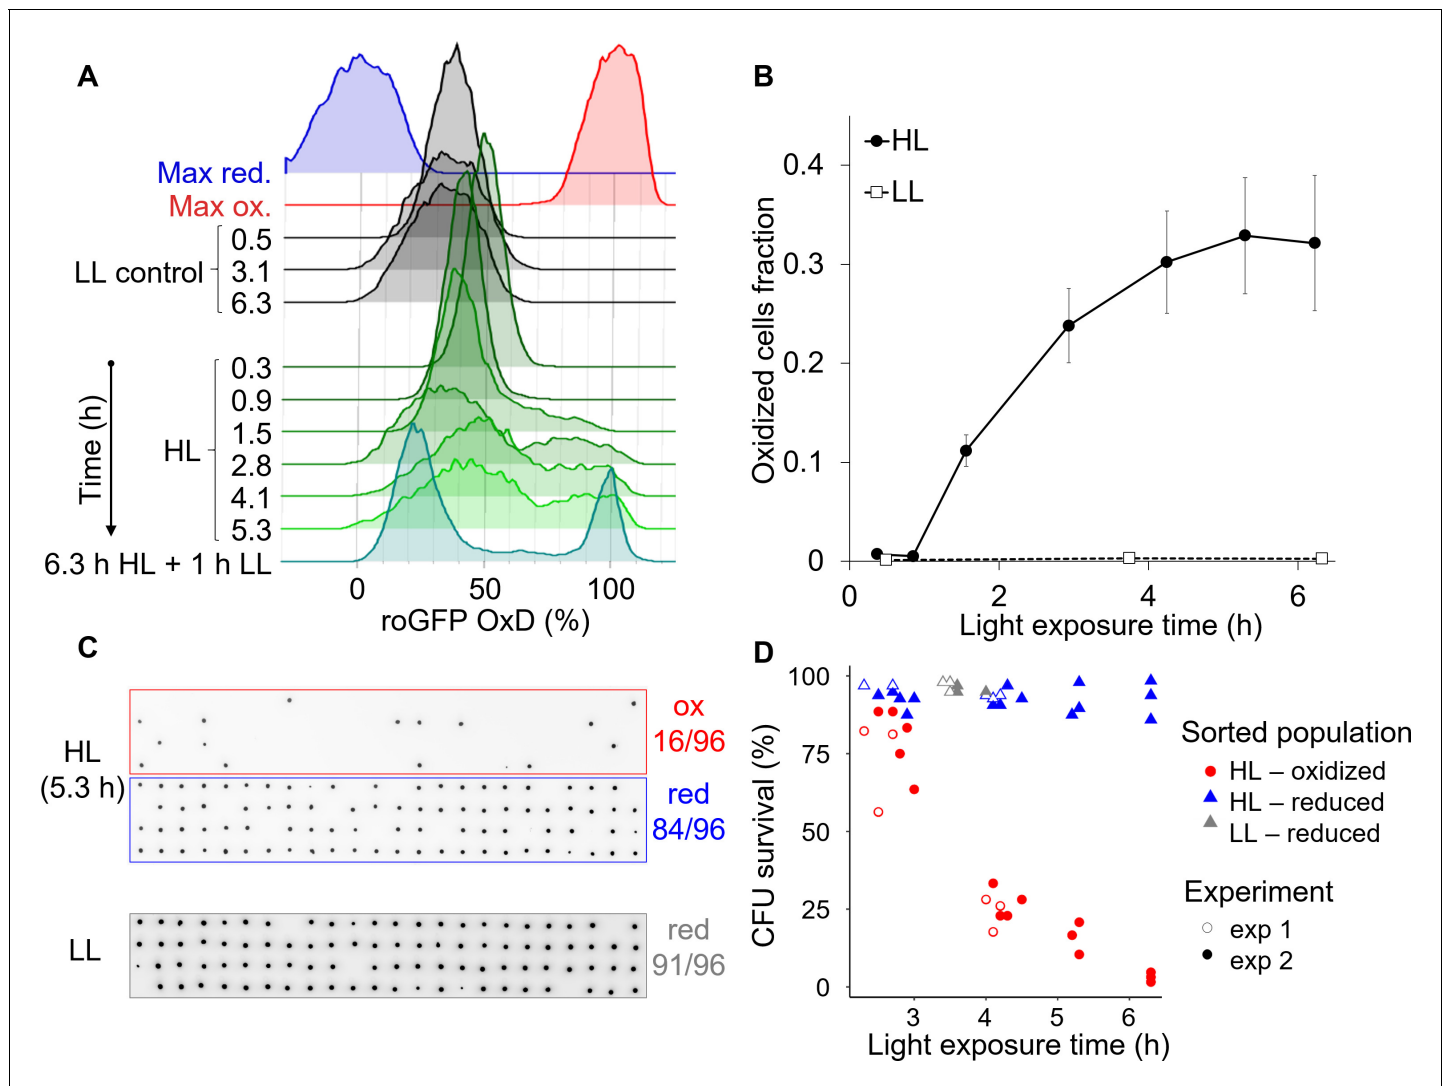 A
Max red.
Max ox.
LL control
0.5
3.1
6.3
Time (h)
HL
0.3
0.9
1.5
2.8
4.1
5.3
6.3 h HL + 1 h LL
0 50 100
roGFP OxD (%)
B
HL
LL
Oxidized cells fraction
0.4
0.3
0.2
0.1
0
0 2 4 6
Light exposure time (h)
C
HL
(5.3 h)
ox
16/96
red
84/96
LL
red
91/96
D
CFU survival (%)
100
75
50
25
0
3 4 5 6
Light exposure time (h)
Sorted population
HL – oxidized
HL – reduced
LL – reduced
Experiment
exp 1
exp 2